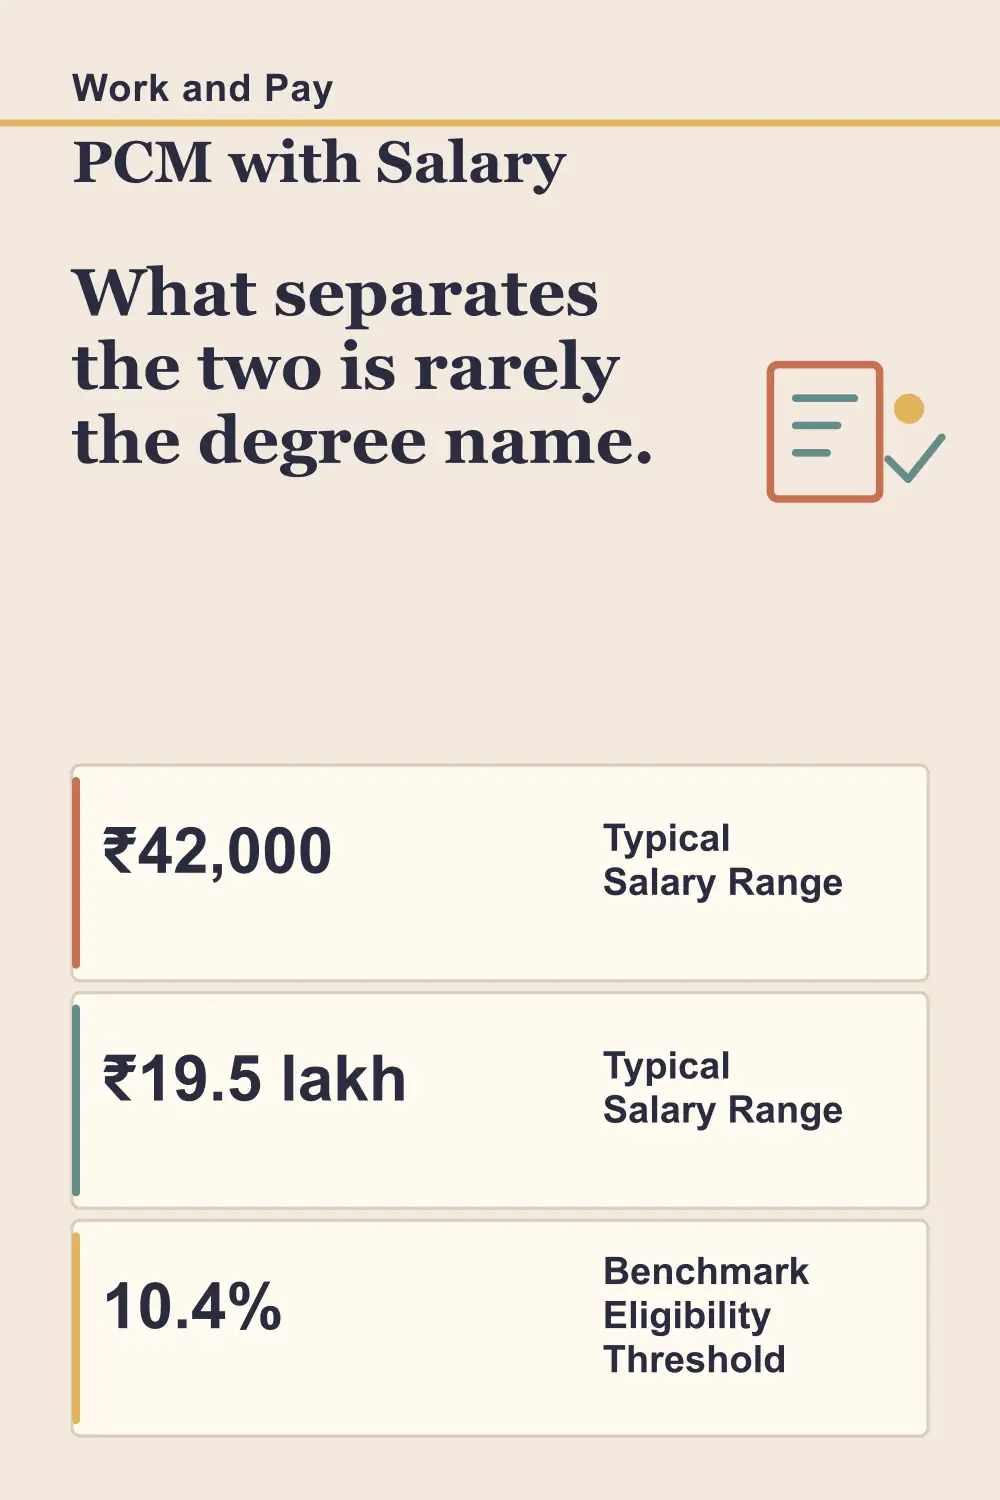 Work and Pay
PCM with Salary
What separates
the two is rarely
the degree name.
₹42,000
Typical
Salary Range
₹19.5 lakh
Typical
Salary Range
10.4%
Benchmark
Eligibility
Threshold